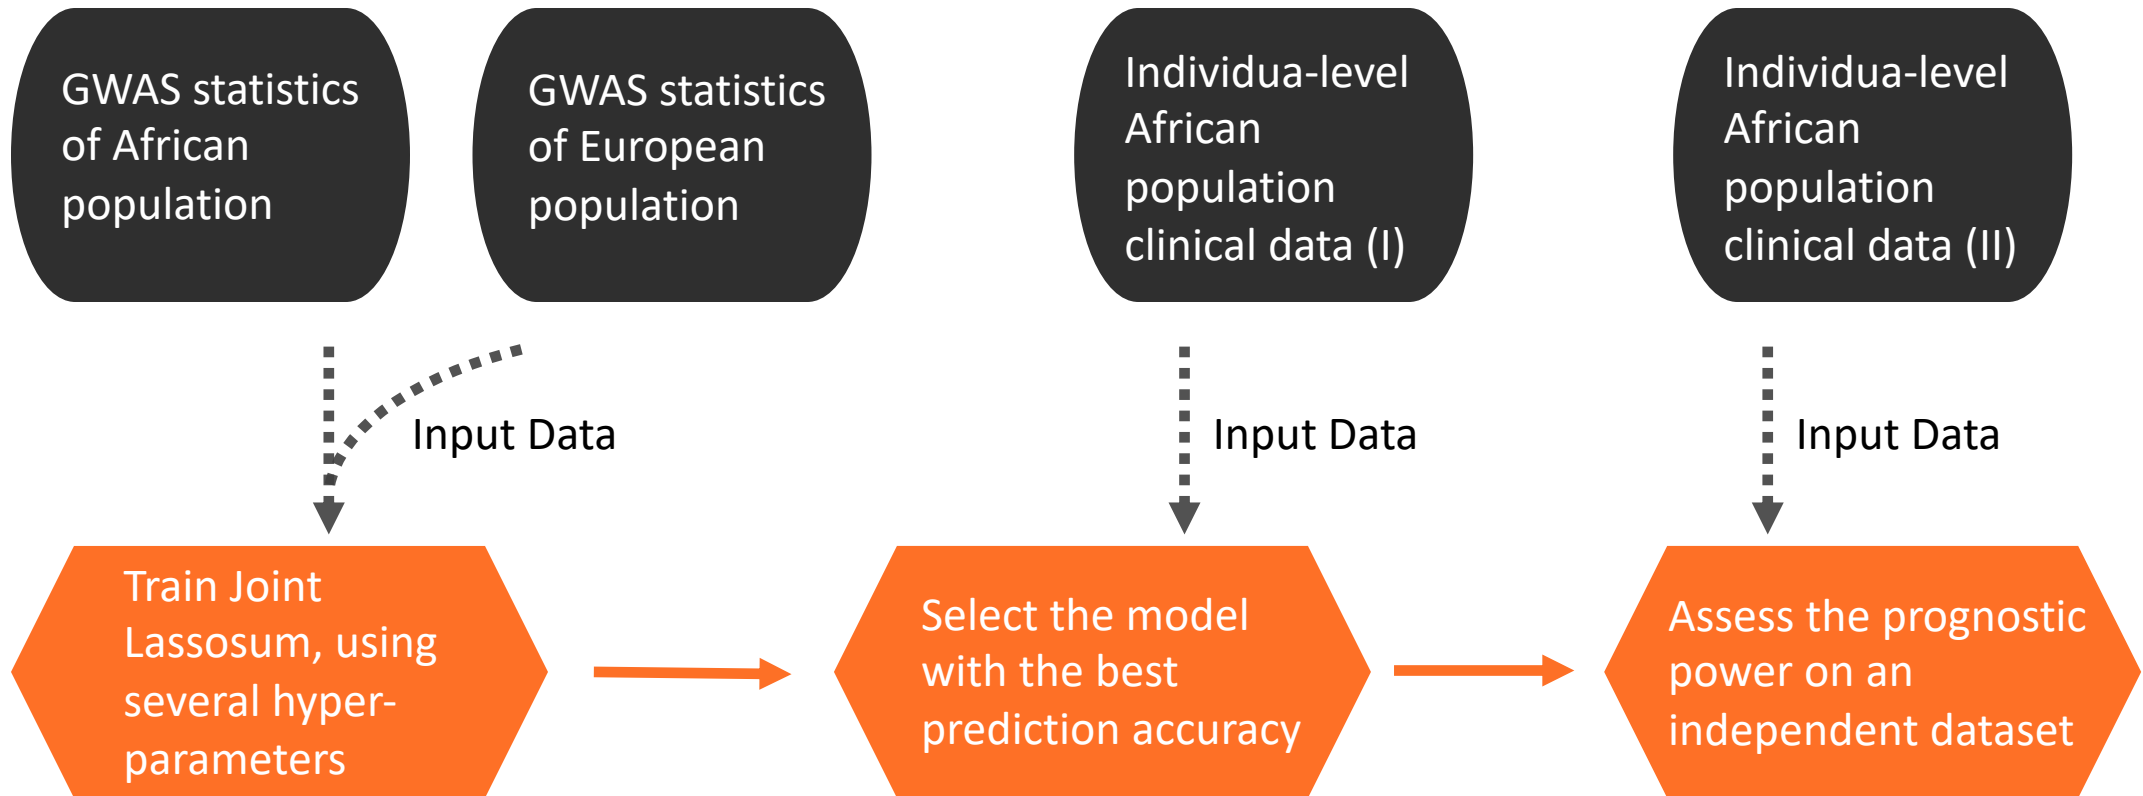 GWAS statistics
of African
population
GWAS statistics
of European
population
Individua-level
African
population
clinical data (I)
Individua-level
African
population
clinical data (II)
Input Data
Input Data
Input Data
Train Joint
Lassosum, using
several hyper-
parameters
Select the model
with the best
prediction accuracy
Assess the prognostic
power on an
independent dataset